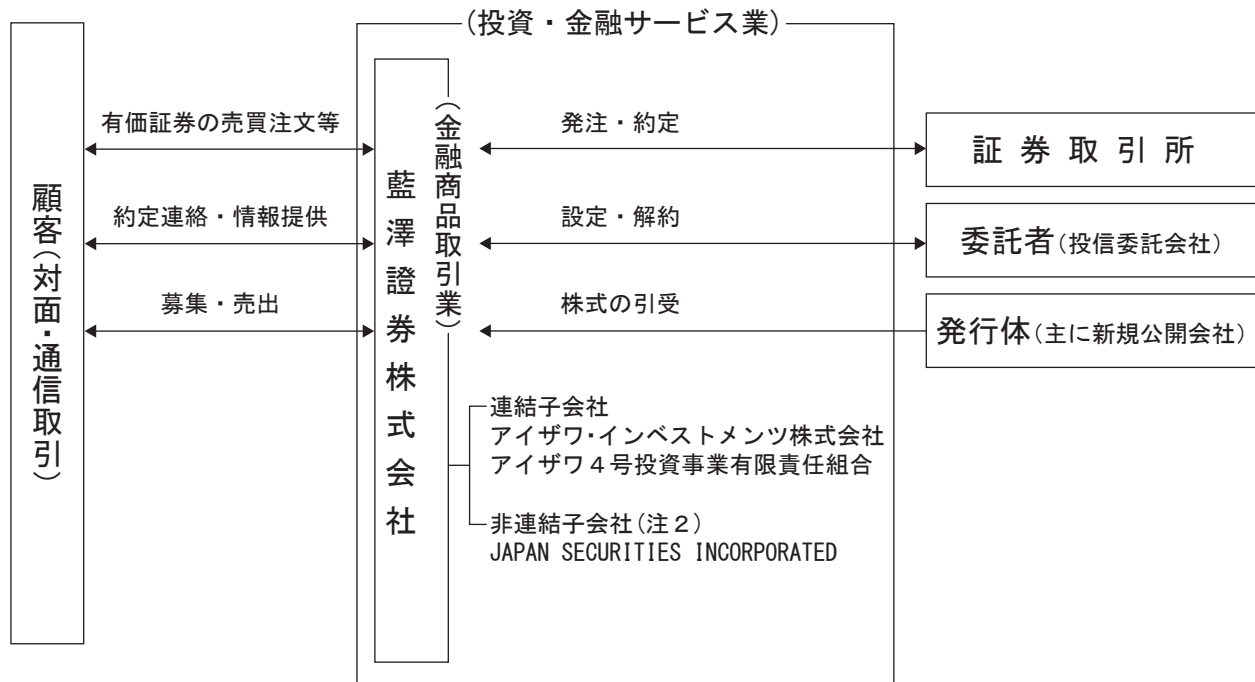 (投資・金融サービス業)
顧客(対面・通信取引)
有価証券の売買注文等
約定連絡・情報提供
募集・売出
藍澤證券株式会社
(金融商品取引業)
発注・約定
設定・解約
株式の引受
証券取引所
委託者(投信委託会社)
発行体(主に新規公開会社)
連結子会社
アイザワ・インベストメンツ株式会社
アイザワ4号投資事業有限責任組合
非連結子会社(注2)
JAPAN SECURITIES INCORPORATED